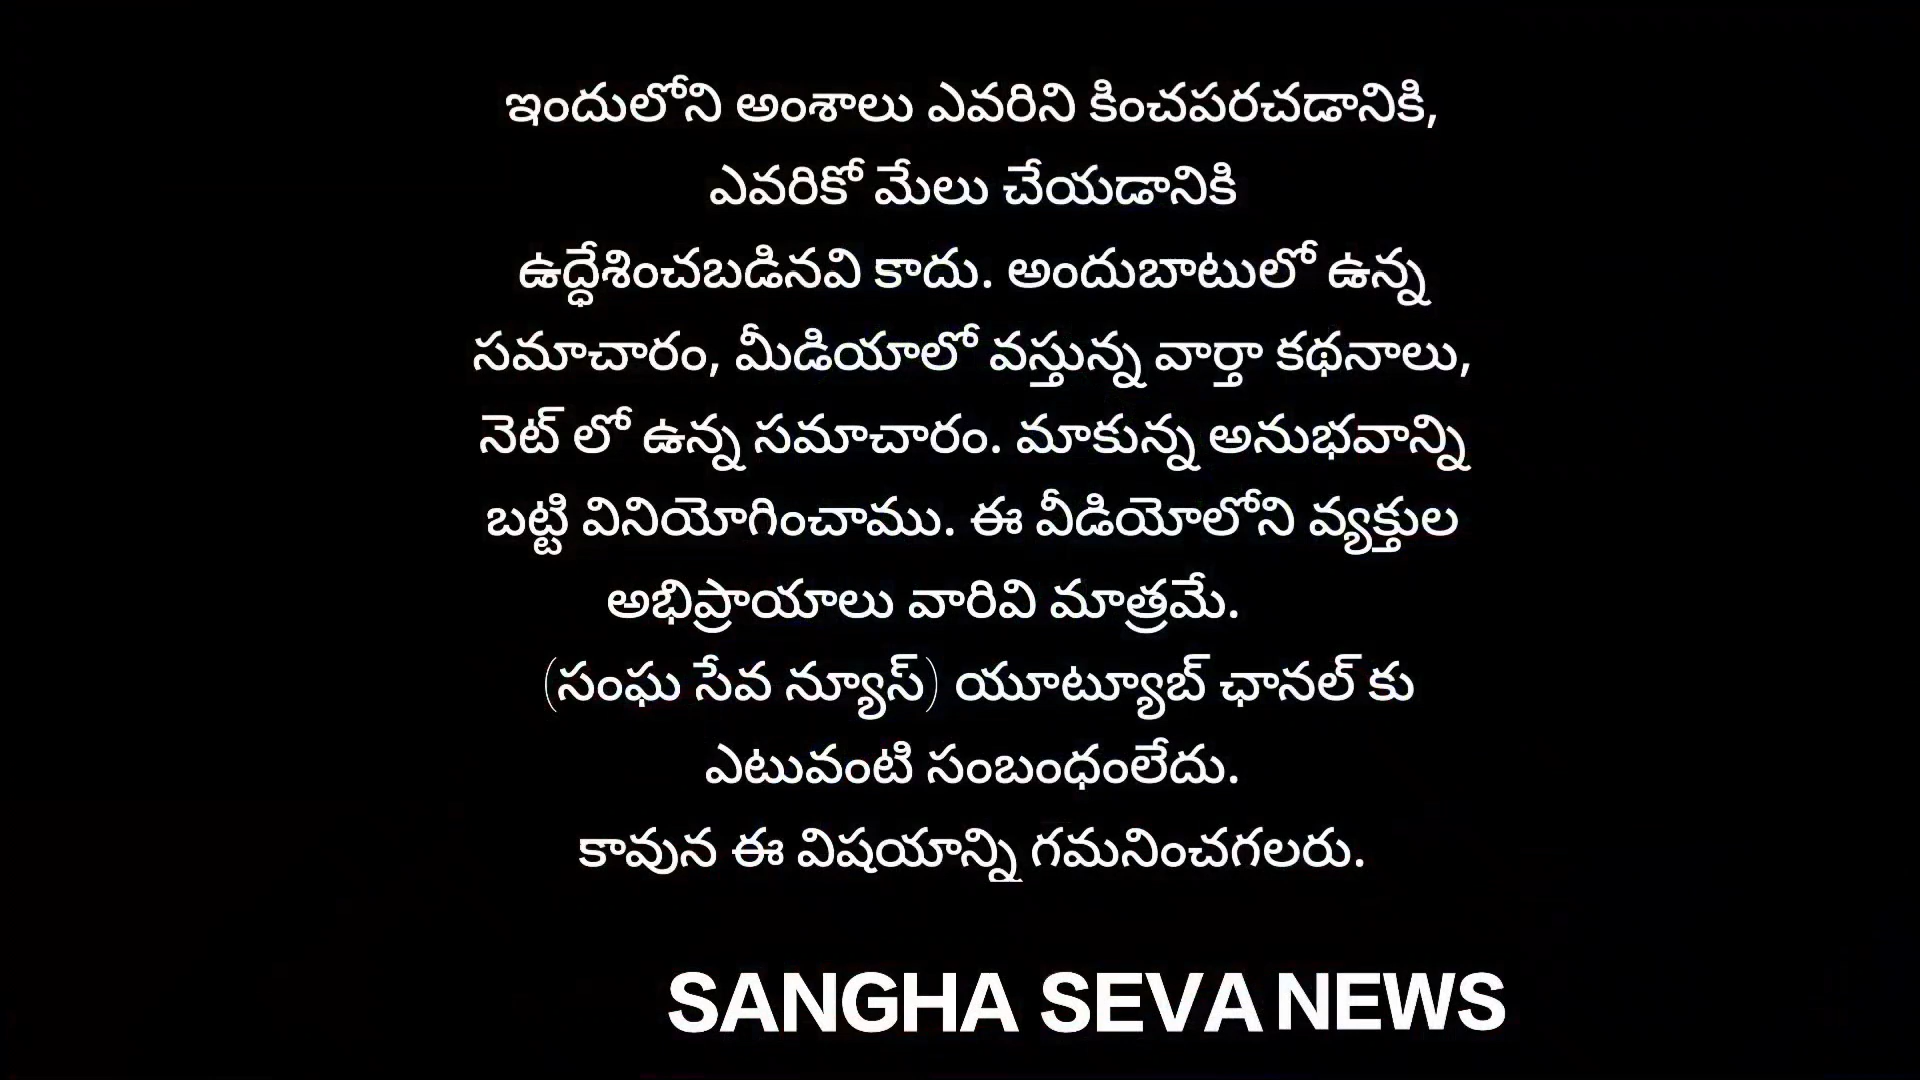 ఇందులోని అంశాలు ఎవరిని కించపరచడానికి,
ఎవరికో మేలు చేయడానికి
ఉద్ధేశించబడినవి కాదు. అందుబాటులో ఉన్న
సమాచారం, మీడియాలో వస్తున్న వార్తా కథనాలు,
నెట్ లో ఉన్న సమాచారం. మాకున్న అనుభవాన్ని
బట్టి వినియోగించాము. ఈ వీడియోలోని వ్యక్తుల
అభిప్రాయాలు వారివి మాత్రమే.
(సంఘ సేవ న్యూస్) యూట్యూబ్ ఛానల్ కు
ఎటువంటి సంబంధంలేదు.
కావున ఈ విషయాన్ని గమనించగలరు.
SANGHA SEVA NEWS